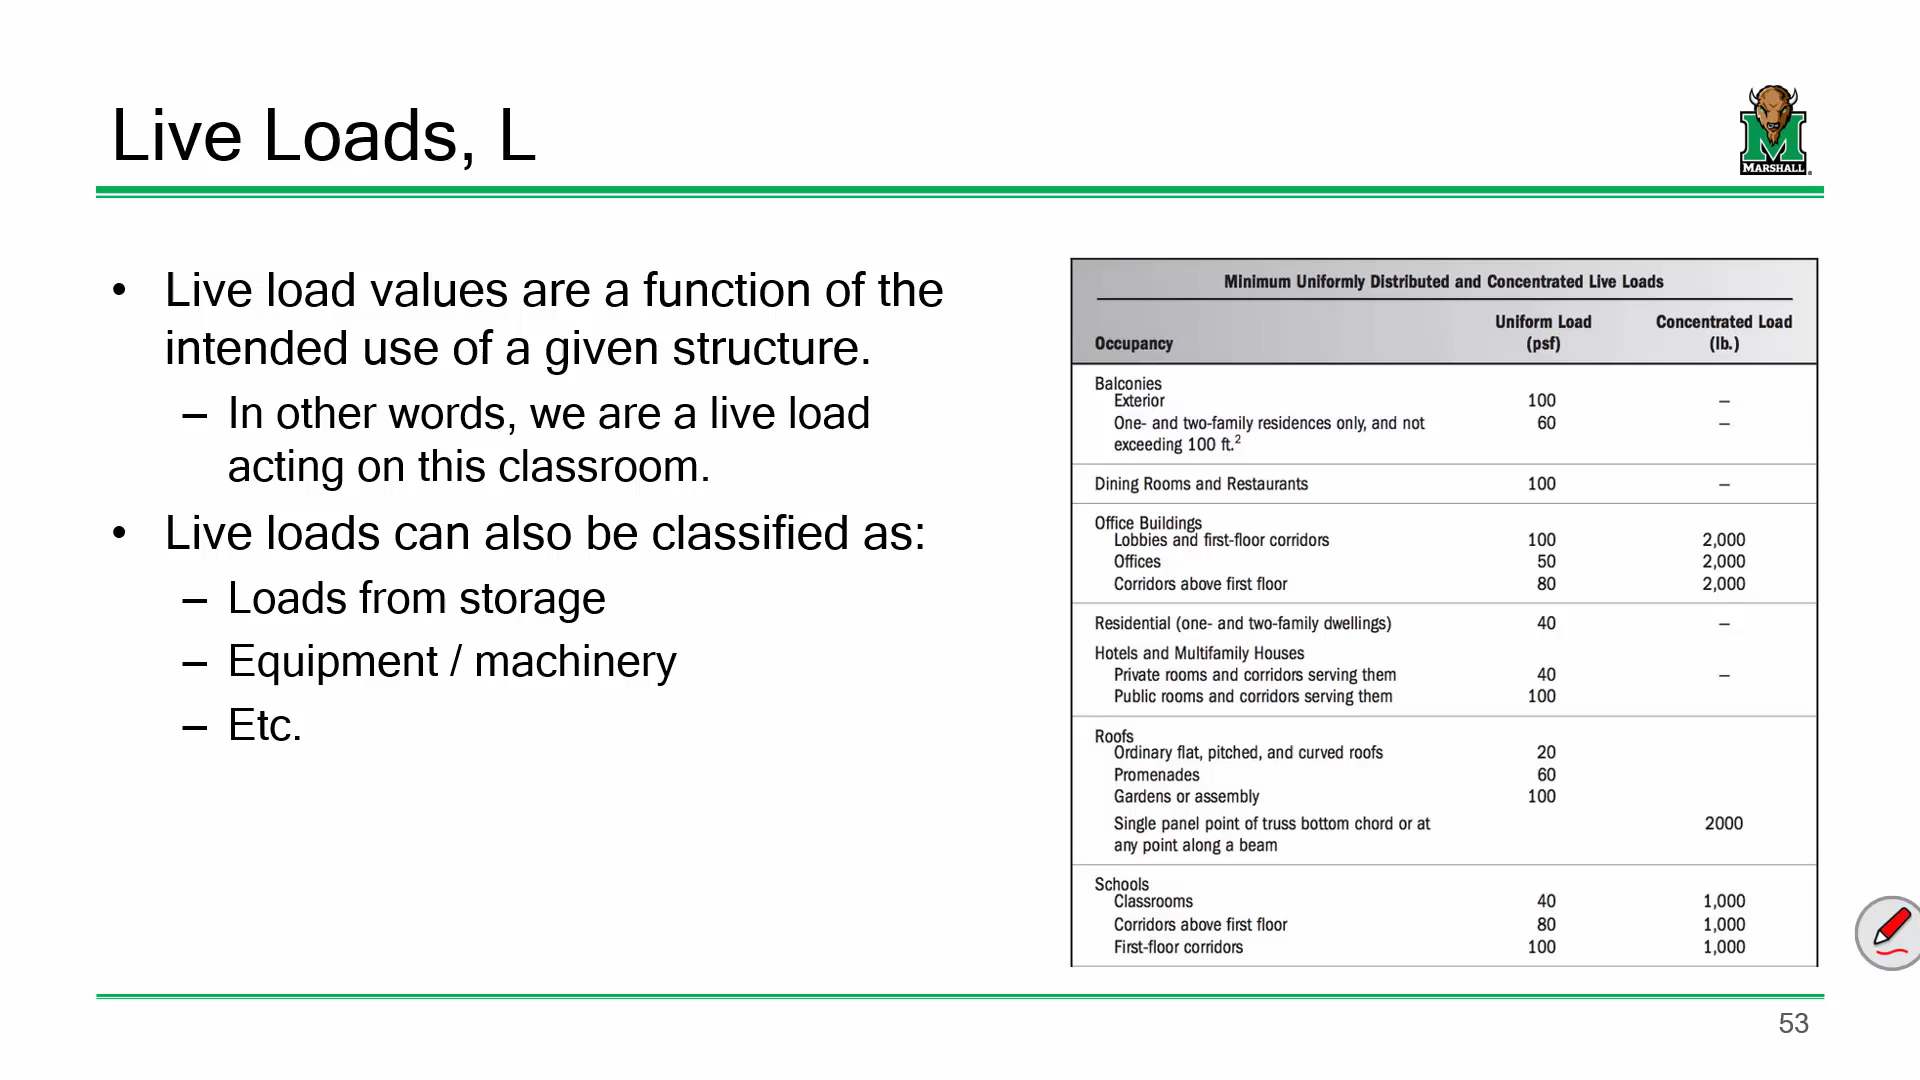 Live Loads, L
MARSHALL
• Live load values are a function of the
intended use of a given structure.
– In other words, we are a live load
acting on this classroom.
• Live loads can also be classified as:
– Loads from storage
– Equipment / machinery
– Etc.
Minimum Uniformly Distributed and Concentrated Live Loads
Uniform Load Concentrated Load
Occupancy (psf) (lb.)
Balconies
Exterior 100 –
One- and two-family residences only, and not 60 –
exceeding 100 ft.²
Dining Rooms and Restaurants 100 –
Office Buildings
Lobbies and first-floor corridors 100 2,000
Offices 50 2,000
Corridors above first floor 80 2,000
Residential (one- and two-family dwellings) 40 –
Hotels and Multifamily Houses
Private rooms and corridors serving them 40 –
Public rooms and corridors serving them 100
Roofs
Ordinary flat, pitched, and curved roofs 20
Promenades 60
Gardens or assembly 100
Single panel point of truss bottom chord or at 2000
any point along a beam
Schools
Classrooms 40 1,000
Corridors above first floor 80 1,000
First-floor corridors 100 1,000
53